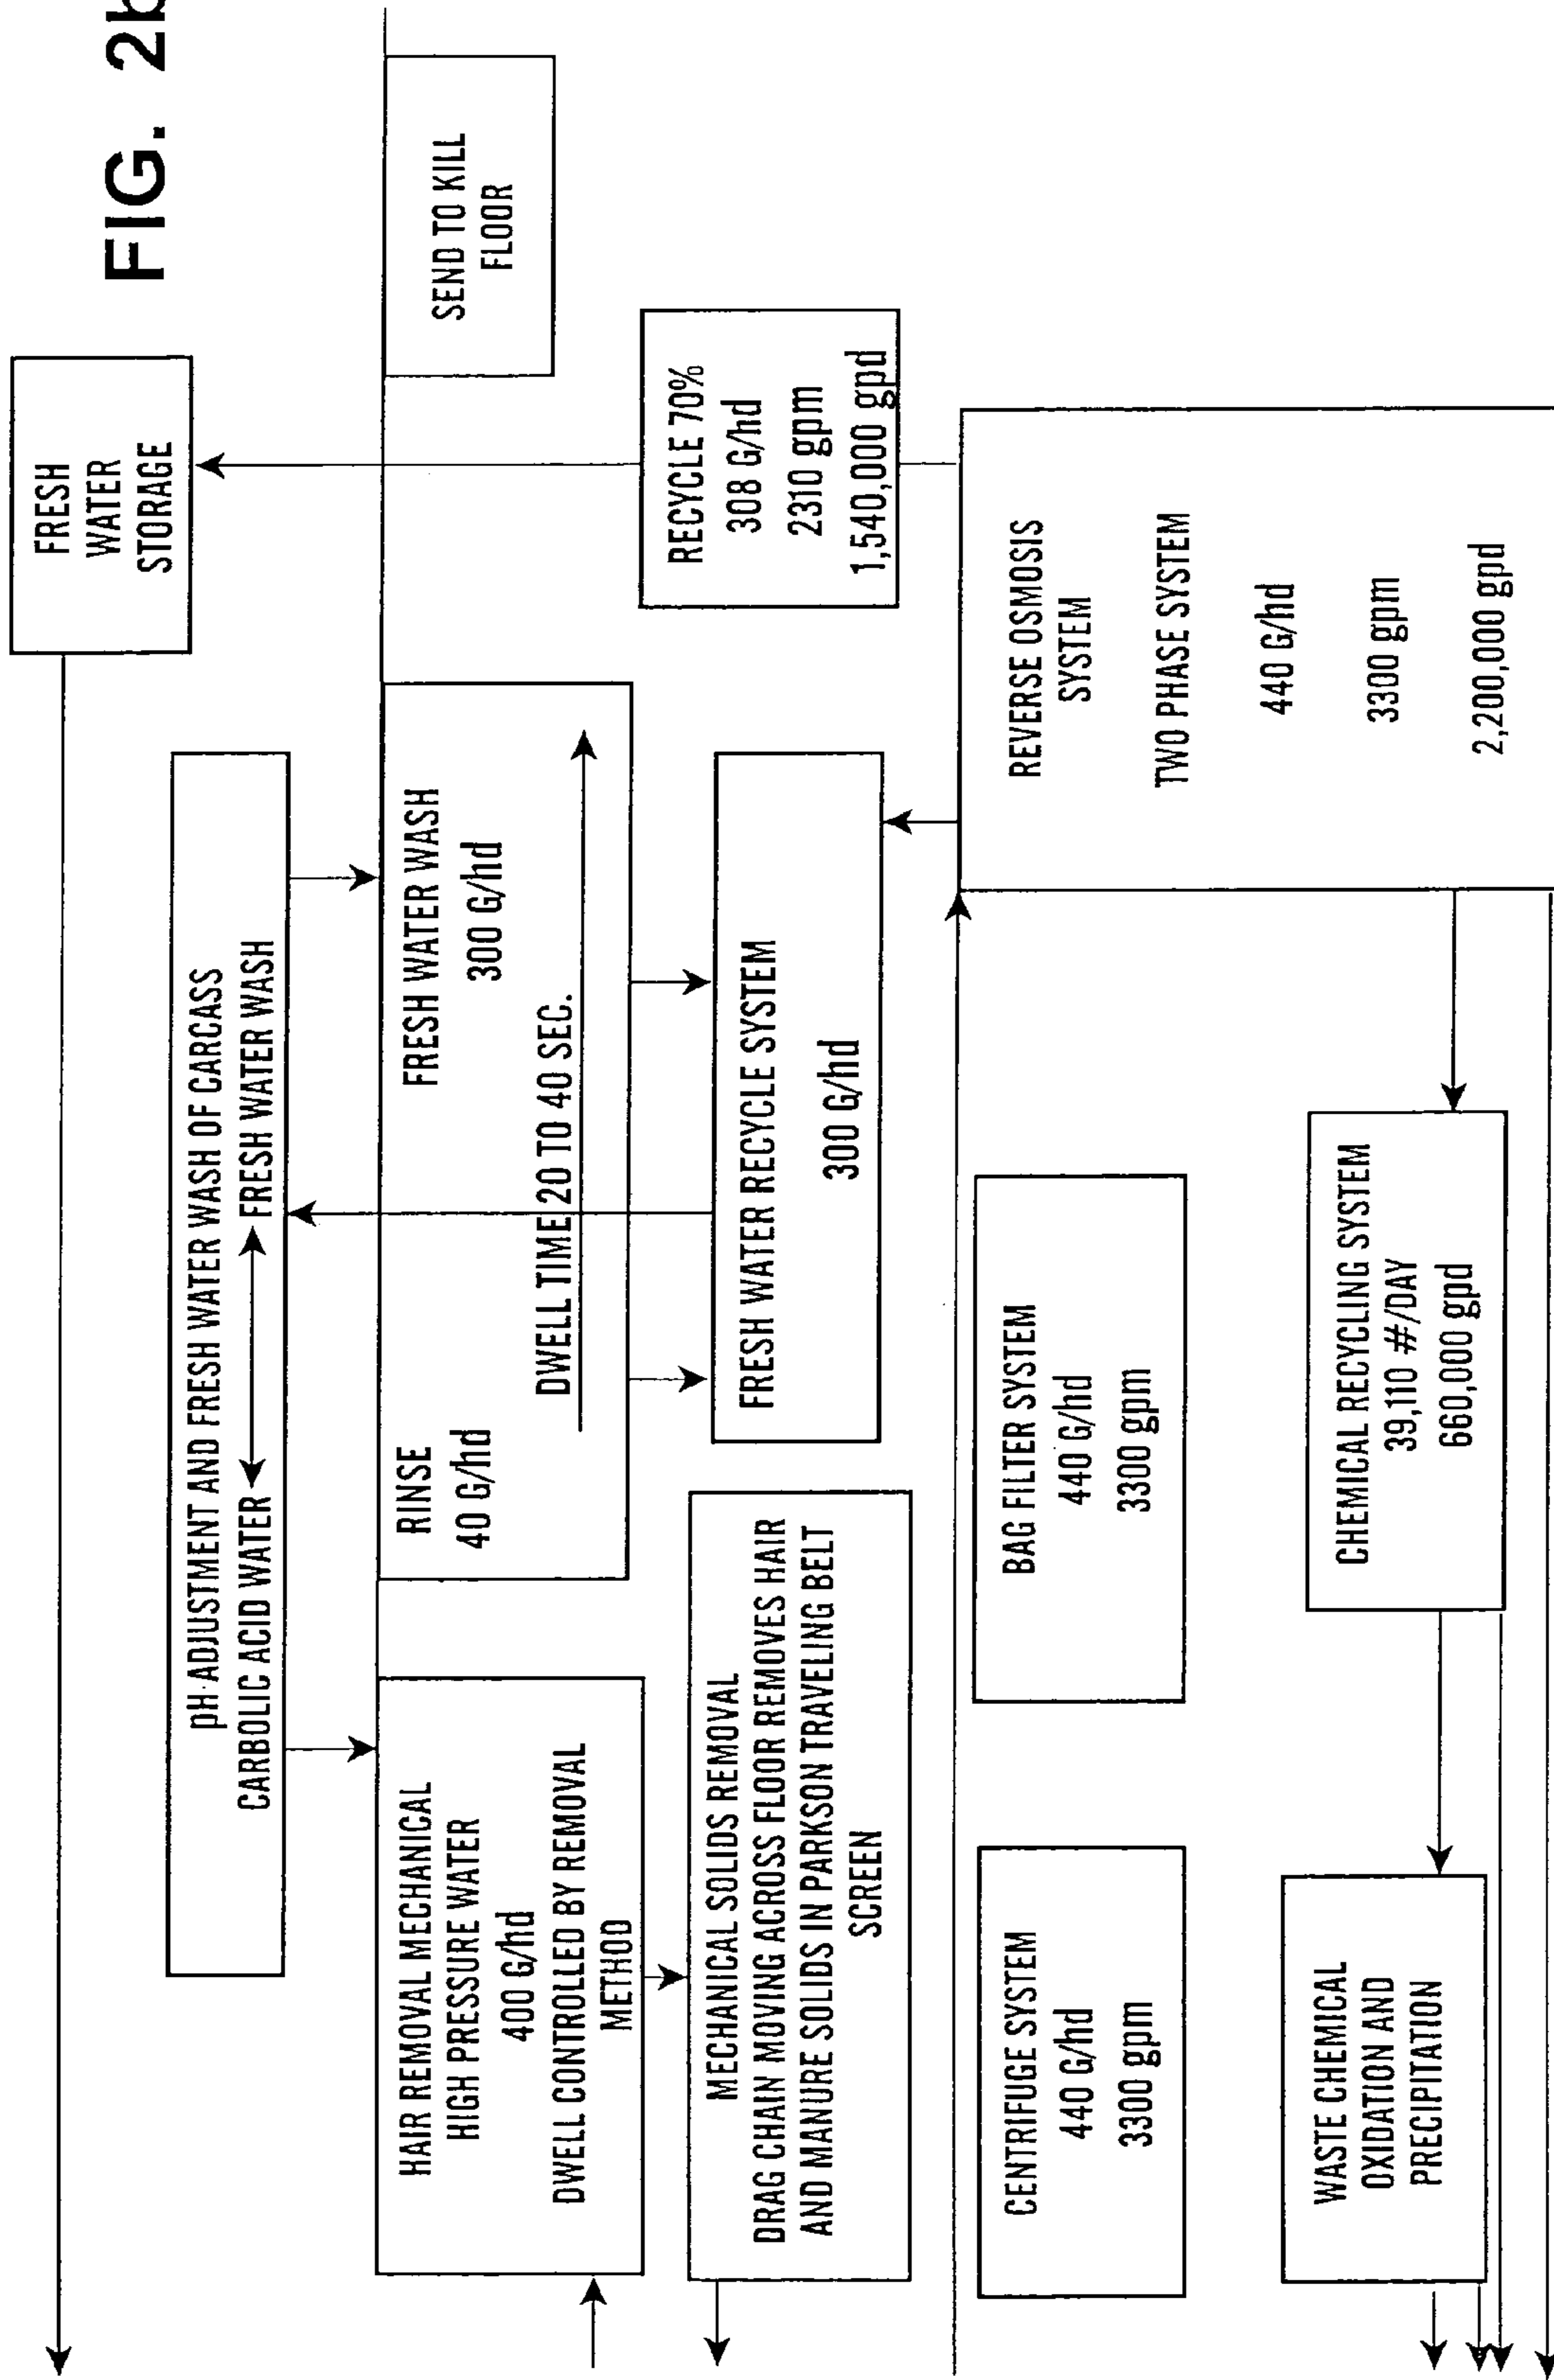 FIG. 2b
FRESH
WATER
STORAGE
pH ADJUSTMENT AND FRESH WATER WASH OF CARCASS
CARBOLIC ACID WATER FRESH WATER WASH
HAIR REMOVAL MECHANICAL
HIGH PRESSURE WATER
400 G/hd
DWELL CONTROLLED BY REMOVAL
METHOD
RINSE
40 G/hd
FRESH WATER WASH
300 G/hd
DWELL TIME 20 TO 40 SEC.
SEND TO KILL
FLOOR
MECHANICAL SOLIDS REMOVAL
DRAG CHAIN MOVING ACROSS FLOOR REMOVES HAIR
AND MANURE SOLIDS IN PARKSON TRAVELING BELT
SCREEN
FRESH WATER RECYCLE SYSTEM
300 G/hd
RECYCLE 70%
308 G/hd
2310 gpm
1,540,000 gpd
CENTRIFUGE SYSTEM
440 G/hd
3300 gpm
BAG FILTER SYSTEM
440 G/hd
3300 gpm
REVERSE OSMOSIS
SYSTEM
TWO PHASE SYSTEM
440 G/hd
3300 gpm
2,200,000 gpd
WASTE CHEMICAL
OXIDATION AND
PRECIPITATION
CHEMICAL RECYCLING SYSTEM
39,110 #/DAY
660,000 gpd